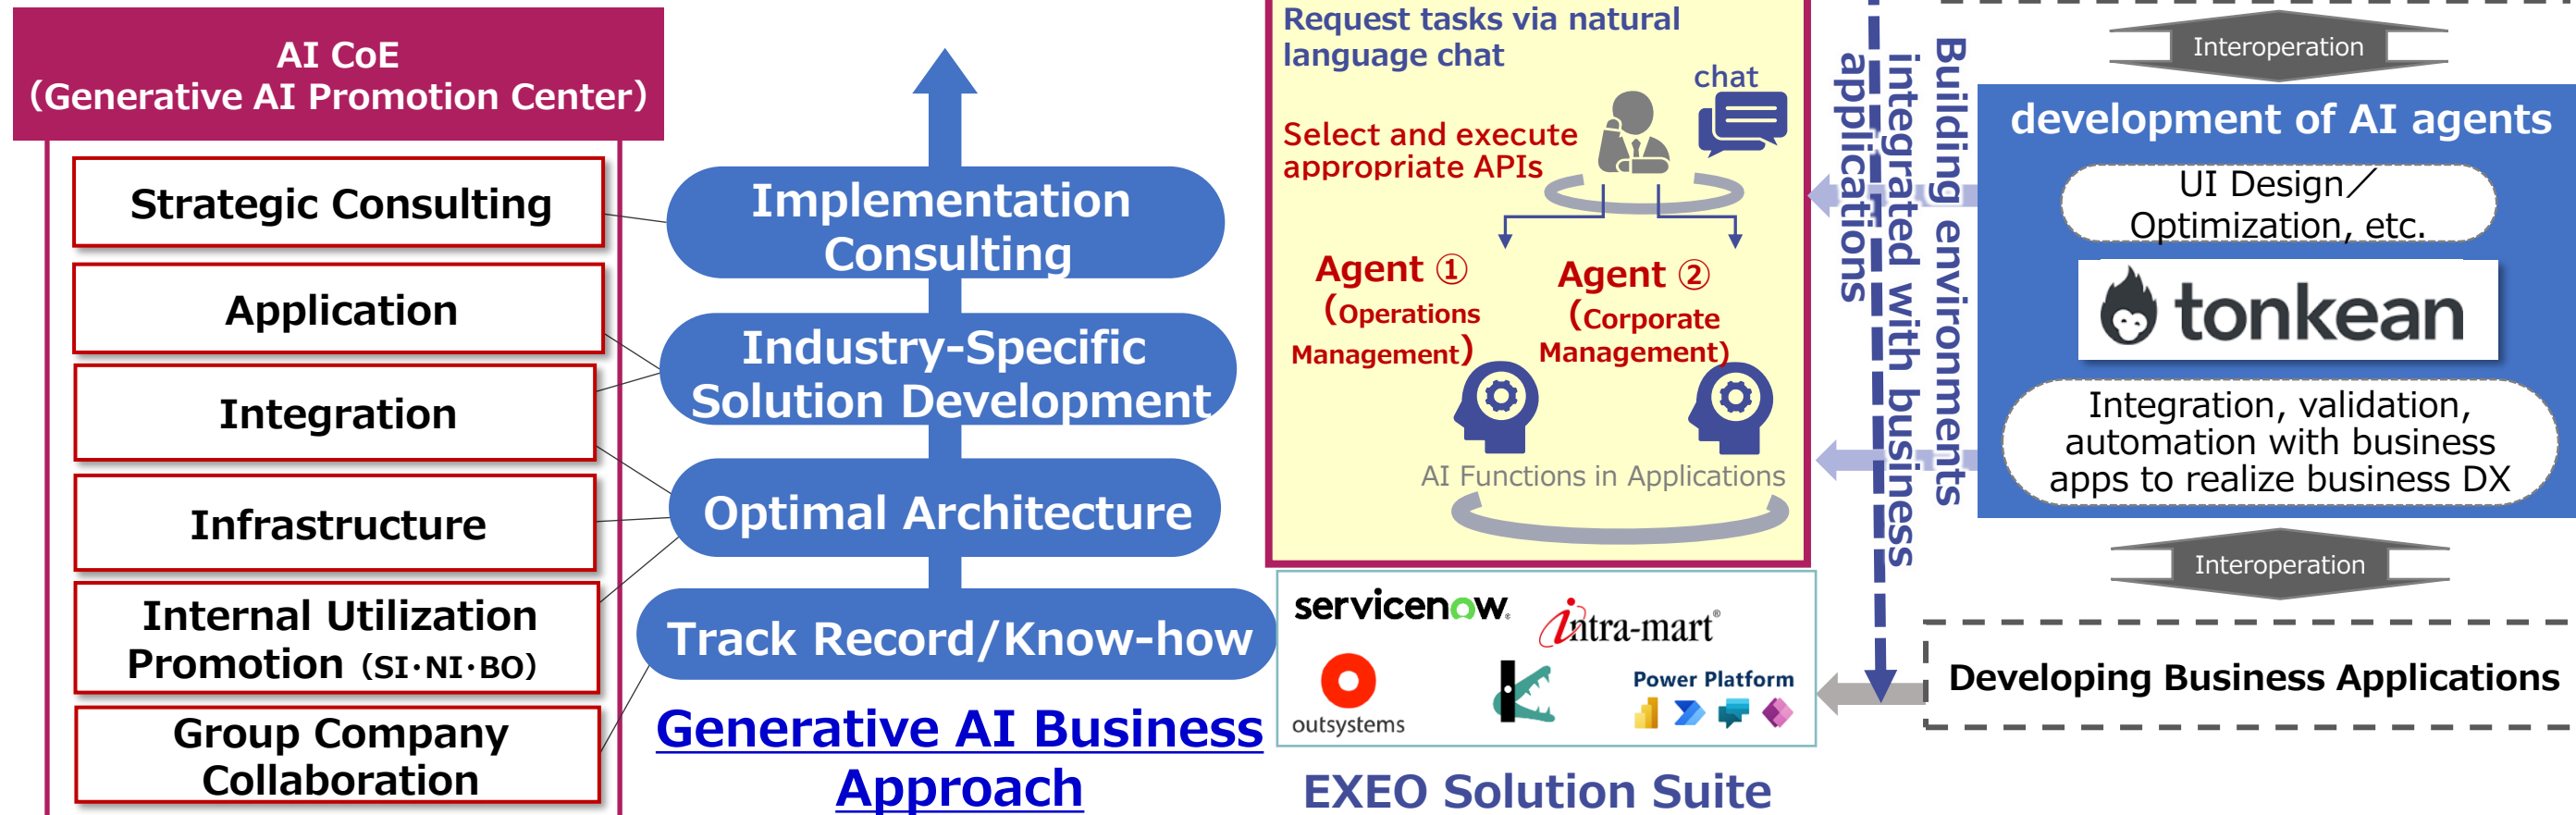 AI CoE
(Generative AI Promotion Center)
Strategic Consulting
Application
Integration
Infrastructure
Internal Utilization
Promotion (SI・NI・BO)
Group Company
Collaboration
Implementation
Consulting
Industry-Specific
Solution Development
Optimal Architecture
Track Record/Know-how
Generative AI Business
Approach
Request tasks via natural
language chat
chat
Select and execute
appropriate APIs
Agent ①
(Operations
Management)
Agent ②
(Corporate
Management)
AI Functions in Applications
servicenow
intra-mart®
outsystems
Power Platform
EXEO Solution Suite
Building environments
integrated with business
applications
Interoperation
development of AI agents
UI Design／
Optimization, etc.
tonkean
Integration, validation,
automation with business
apps to realize business DX
Interoperation
Developing Business Applications